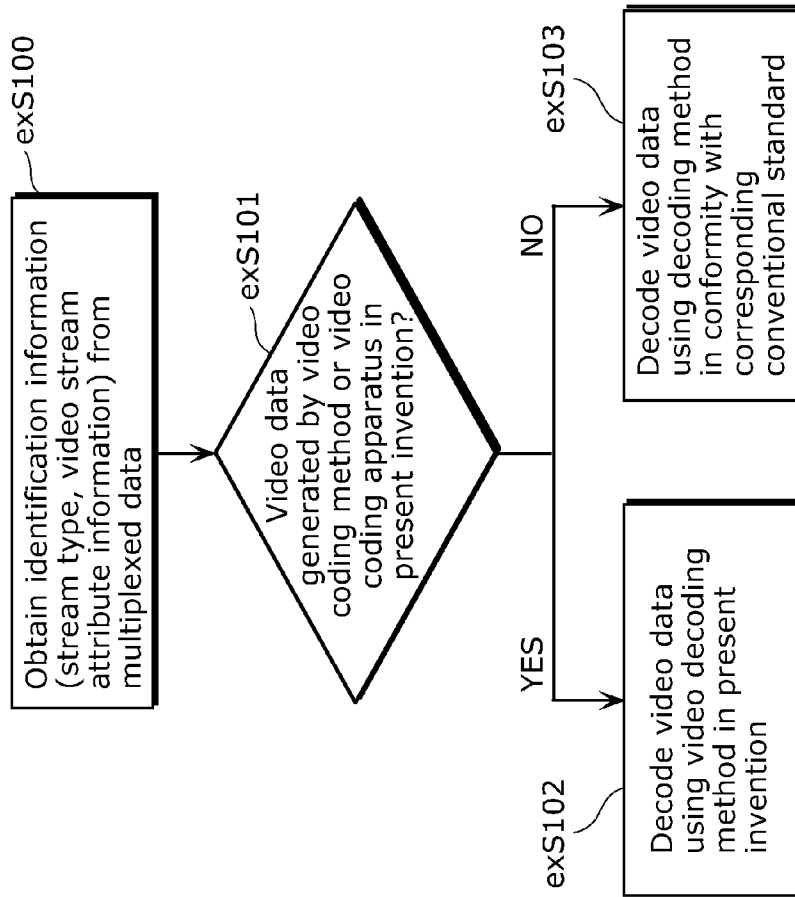 exS100
Obtain identification information
(stream type, video stream
attribute information) from
multiplexed data
exS101
Video data
generated by video
coding method or video
coding apparatus in
present invention?
YES
NO
exS102
Decode video data
using video decoding
method in present
invention
exS103
Decode video data
using decoding method
in conformity with
corresponding
conventional standard